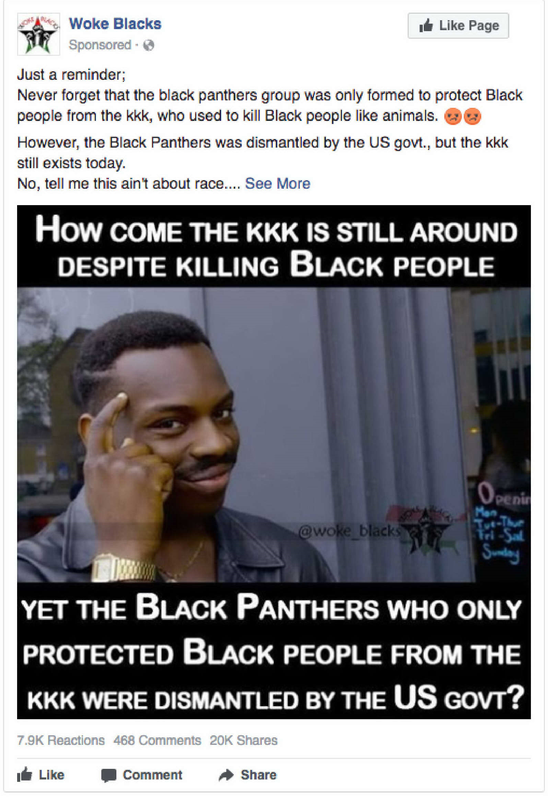 Woke Blacks
Sponsored ·
Like Page
Just a reminder;
Never forget that the black panthers group was only formed to protect Black
people from the kkk, who used to kill Black people like animals.
However, the Black Panthers was dismantled by the US govt., but the kkk
still exists today.
No, tell me this ain't about race.... See More
HOW COME THE KKK IS STILL AROUND
DESPITE KILLING BLACK PEOPLE
Openin
Mon
Tue-Thur
Fri-Sat
Sunday
@woke_blacks
WOKE BLACKS
YET THE BLACK PANTHERS WHO ONLY
PROTECTED BLACK PEOPLE FROM THE
KKK WERE DISMANTLED BY THE US GOVT?
7.9K Reactions 468 Comments 20K Shares
Like Comment Share